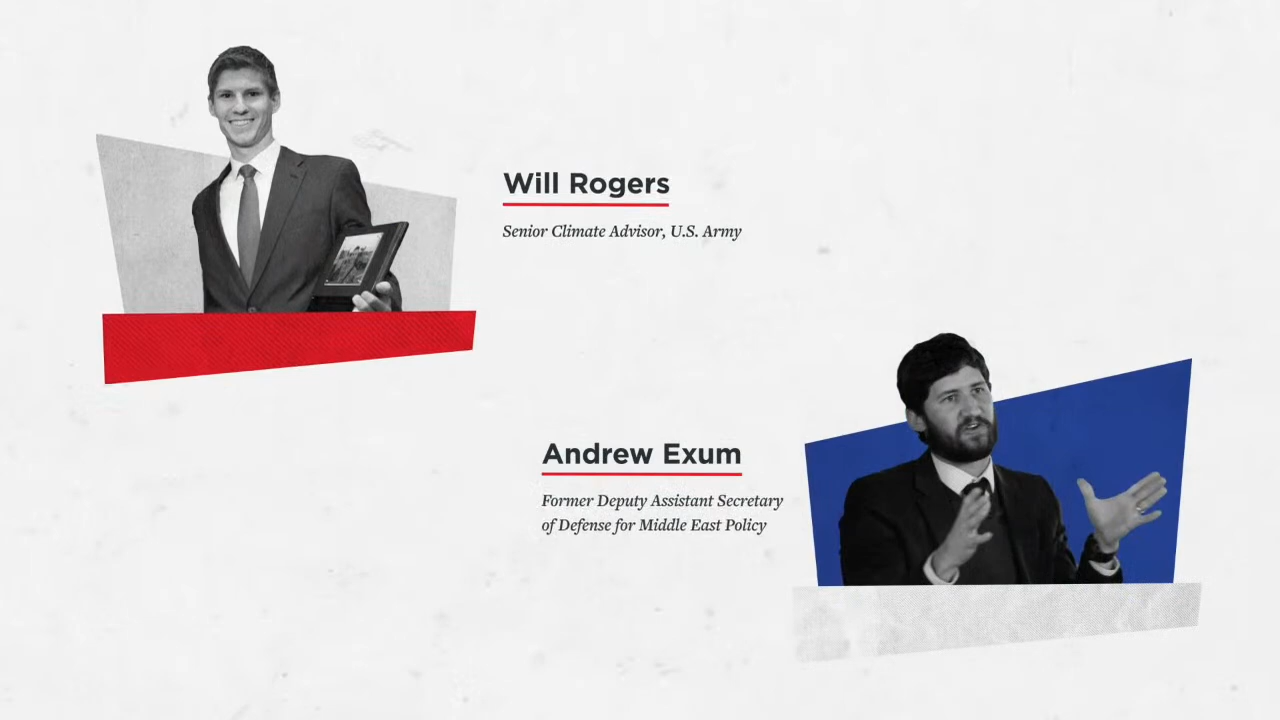 Will Rogers
Senior Climate Advisor, U.S. Army
Andrew Exum
Former Deputy Assistant Secretary
of Defense for Middle East Policy